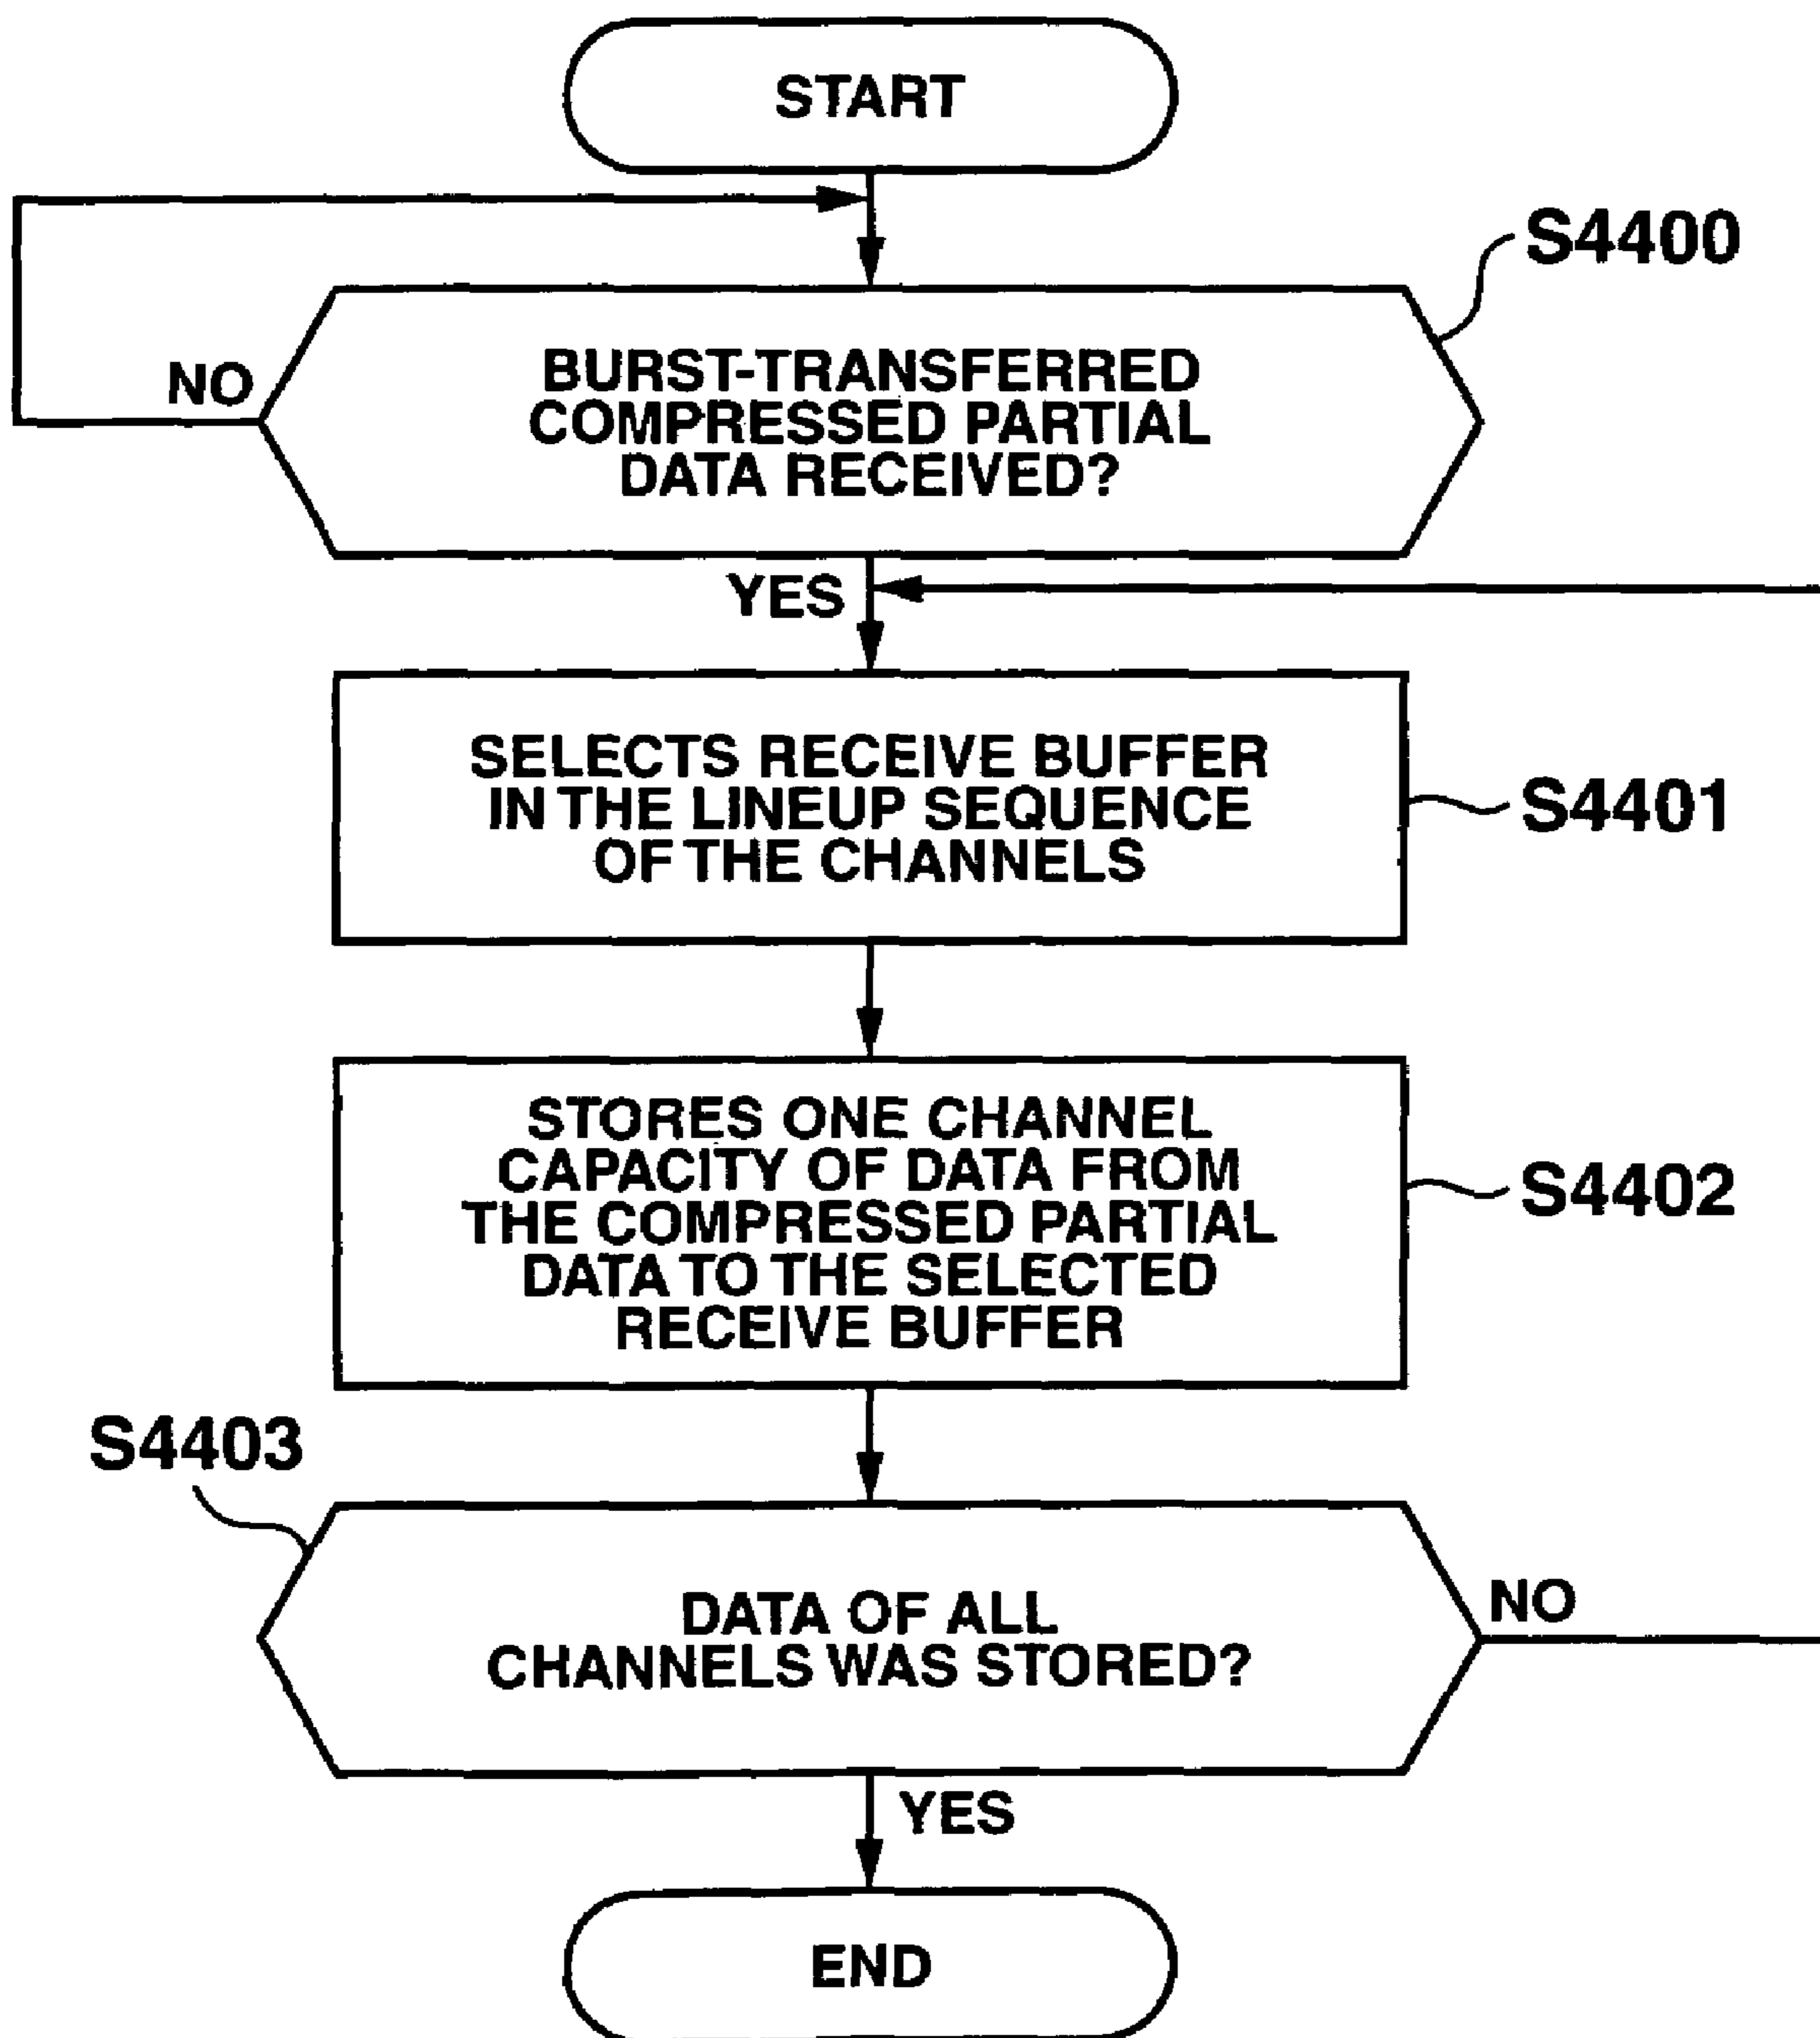 START
S4400
NO
BURST-TRANSFERRED
COMPRESSED PARTIAL
DATA RECEIVED?
YES
SELECTS RECEIVE BUFFER
IN THE LINEUP SEQUENCE
OF THE CHANNELS
S4401
STORES ONE CHANNEL
CAPACITY OF DATA FROM
THE COMPRESSED PARTIAL
DATA TO THE SELECTED
RECEIVE BUFFER
S4402
S4403
DATA OF ALL
CHANNELS WAS STORED?
NO
YES
END